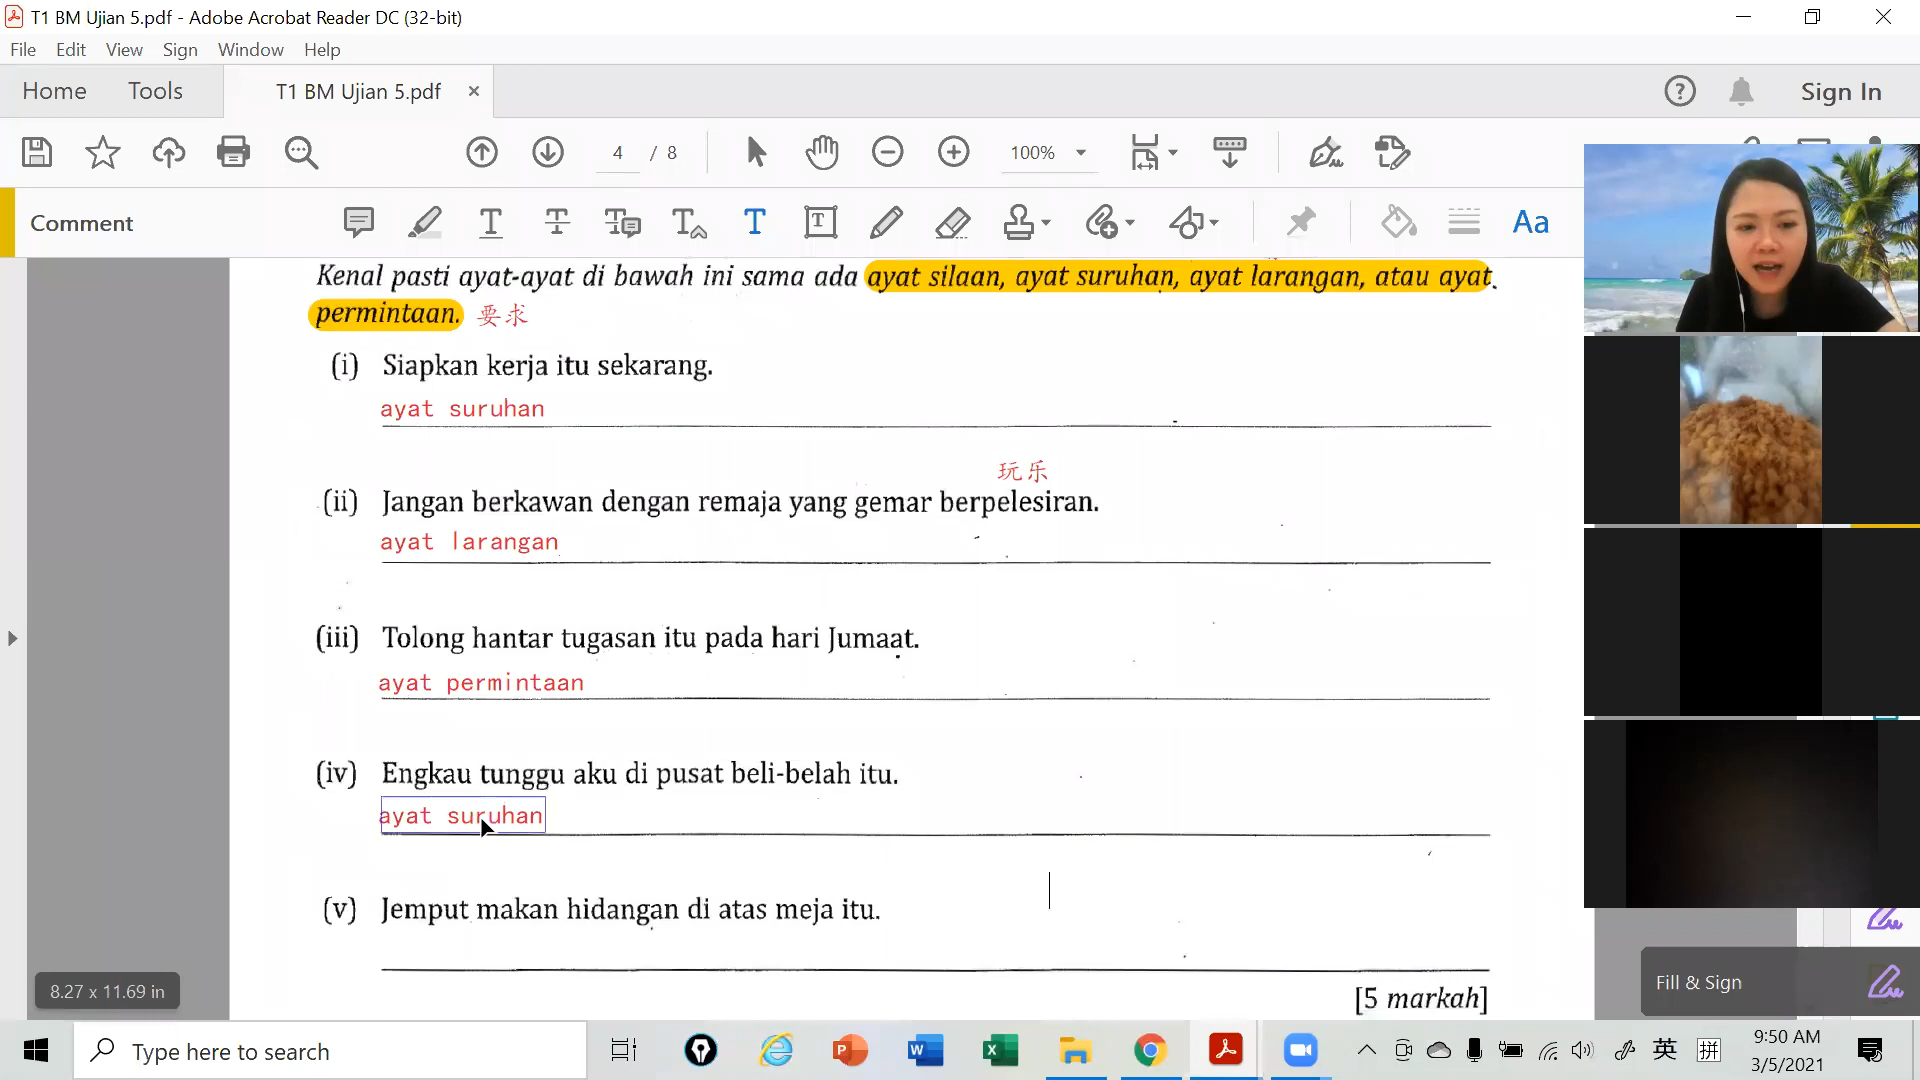 T1 BM Ujian 5.pdf - Adobe Acrobat Reader DC (32-bit)
File Edit View Sign Window Help
Home Tools T1 BM Ujian 5.pdf × Sign In
4 / 8 100%
Comment Aa
Kenal pasti ayat-ayat di bawah ini sama ada ayat silaan, ayat suruhan, ayat larangan, atau ayat
permintaan. 要求
(i) Siapkan kerja itu sekarang.
ayat suruhan
玩乐
(ii) Jangan berkawan dengan remaja yang gemar berpelesiran.
ayat larangan
(iii) Tolong hantar tugasan itu pada hari Jumaat.
ayat permintaan
(iv) Engkau tunggu aku di pusat beli-belah itu.
ayat suruhan
(v) Jemput makan hidangan di atas meja itu.
[5 markah]
8.27 x 11.69 in
Fill & Sign
Type here to search
英 拼
9:50 AM
3/5/2021